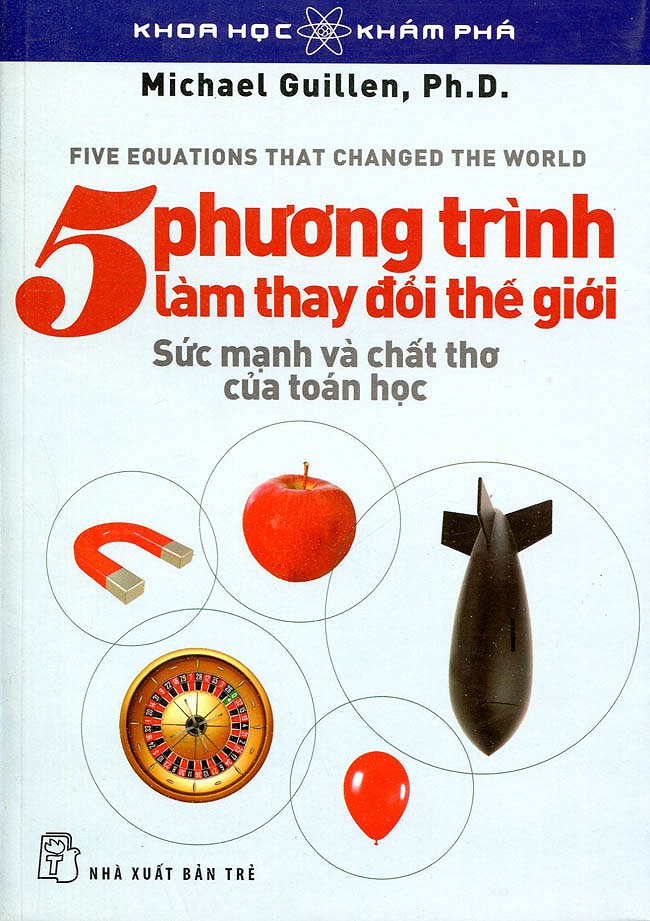 KHOA HỌC KHÁM PHÁ
Michael Guillen, Ph.D.
FIVE EQUATIONS THAT CHANGED THE WORLD
5 phương trình
làm thay đổi thế giới
Sức mạnh và chất thơ
của toán học
T
NHÀ XUẤT BẢN TRẺ